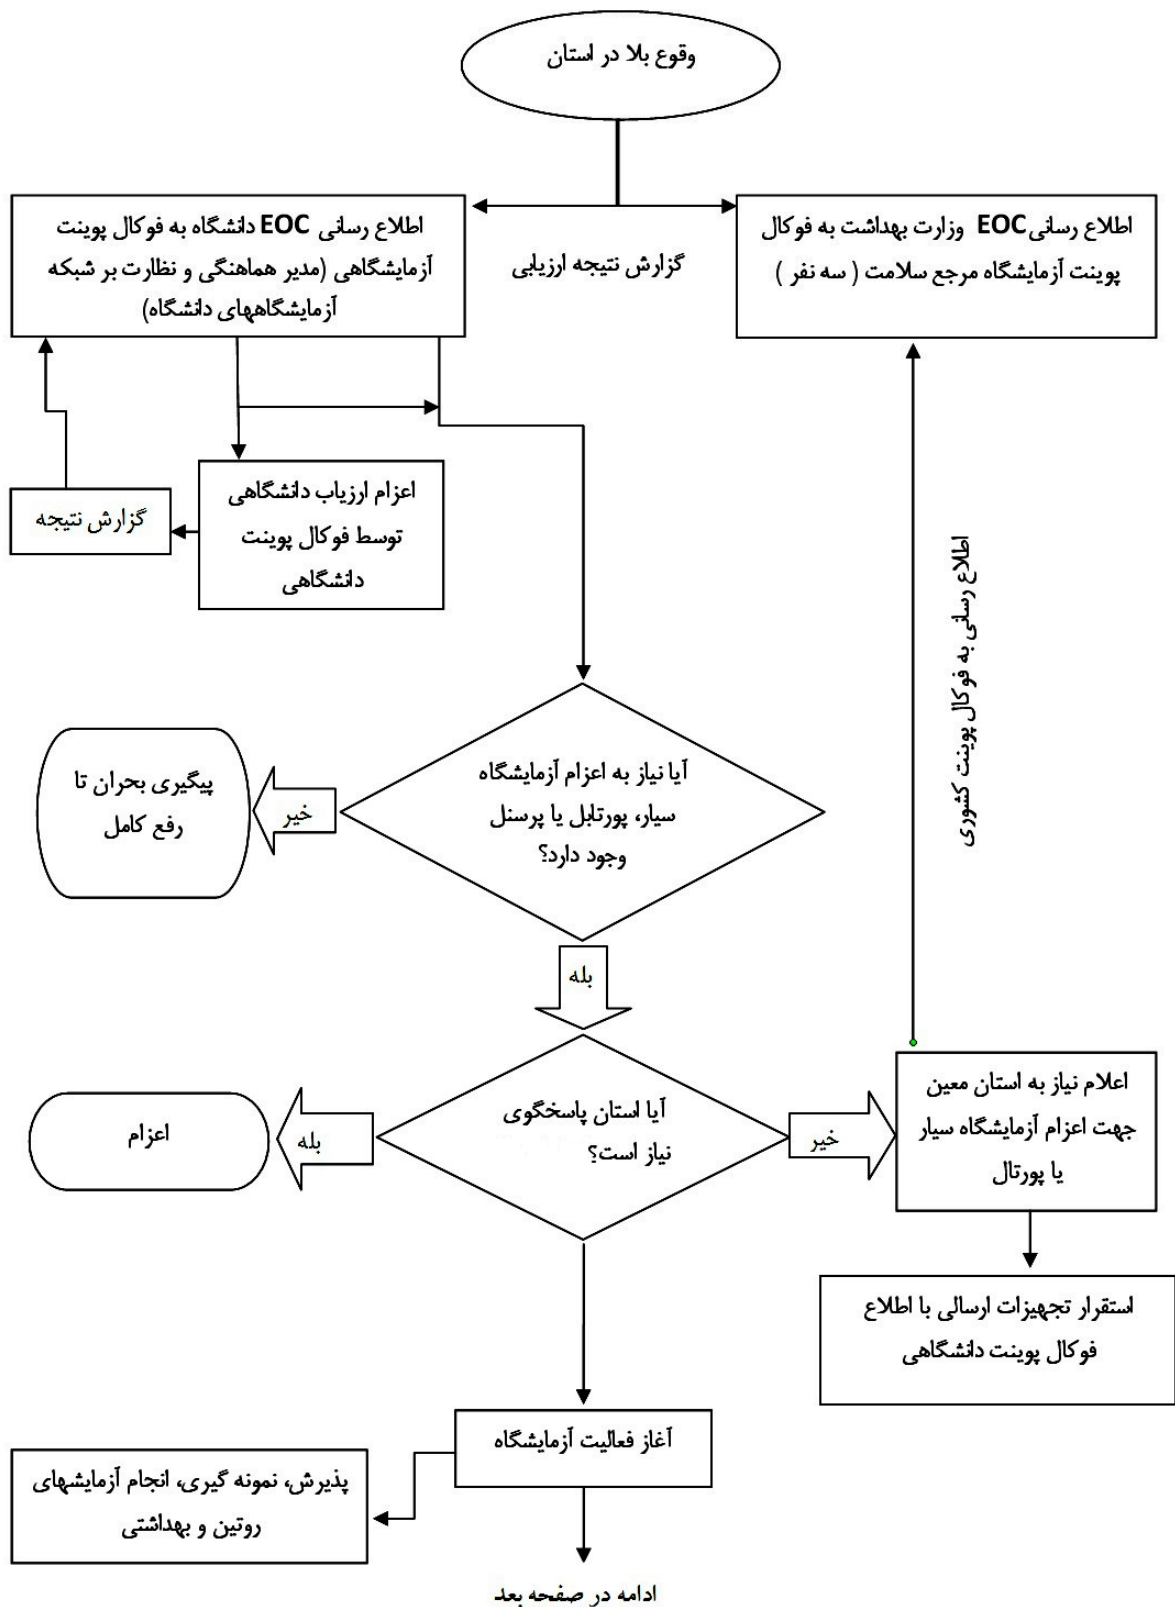 وقوع بلا در استان
اطلاع رسانی EOC وزارت بهداشت به فوکال
پوینت آزمایشگاه مرجع سلامت ( سه نفر )
گزارش نتیجه ارزیابی
اطلاع رسانی EOC دانشگاه به فوکال پوینت
آزمایشگاهی (مدیر هماهنگی و نظارت بر شبکه
آزمایشگاههای دانشگاه)
اعزام ارزیاب دانشگاهی
توسط فوکال پوینت
دانشگاهی
گزارش نتیجه
اطلاع رسانی به فوکال پوینت کشوری
آیا نیاز به اعزام آزمایشگاه
سیار، پورتابل یا پرسنل
وجود دارد؟
خیر
پیگیری بحران تا
رفع کامل
بله
آیا استان پاسخگوی
نیاز است؟
بله
اعزام
خیر
اعلام نیاز به استان معین
جهت اعزام آزمایشگاه سیار
یا پورتال
استقرار تجهیزات ارسالی با اطلاع
فوکال پوینت دانشگاهی
آغاز فعالیت آزمایشگاه
پذیرش، نمونه گیری، انجام آزمایشهای
روتین و بهداشتی
ادامه در صفحه بعد